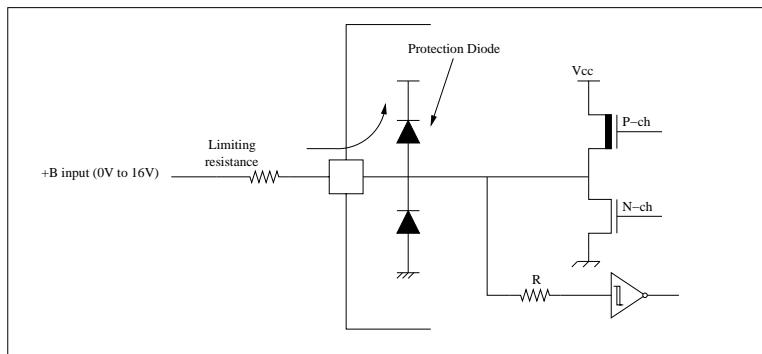 Protection Diode
Vcc
P-ch
Limiting
resistance
+B input (0V to 16V)
N-ch
R